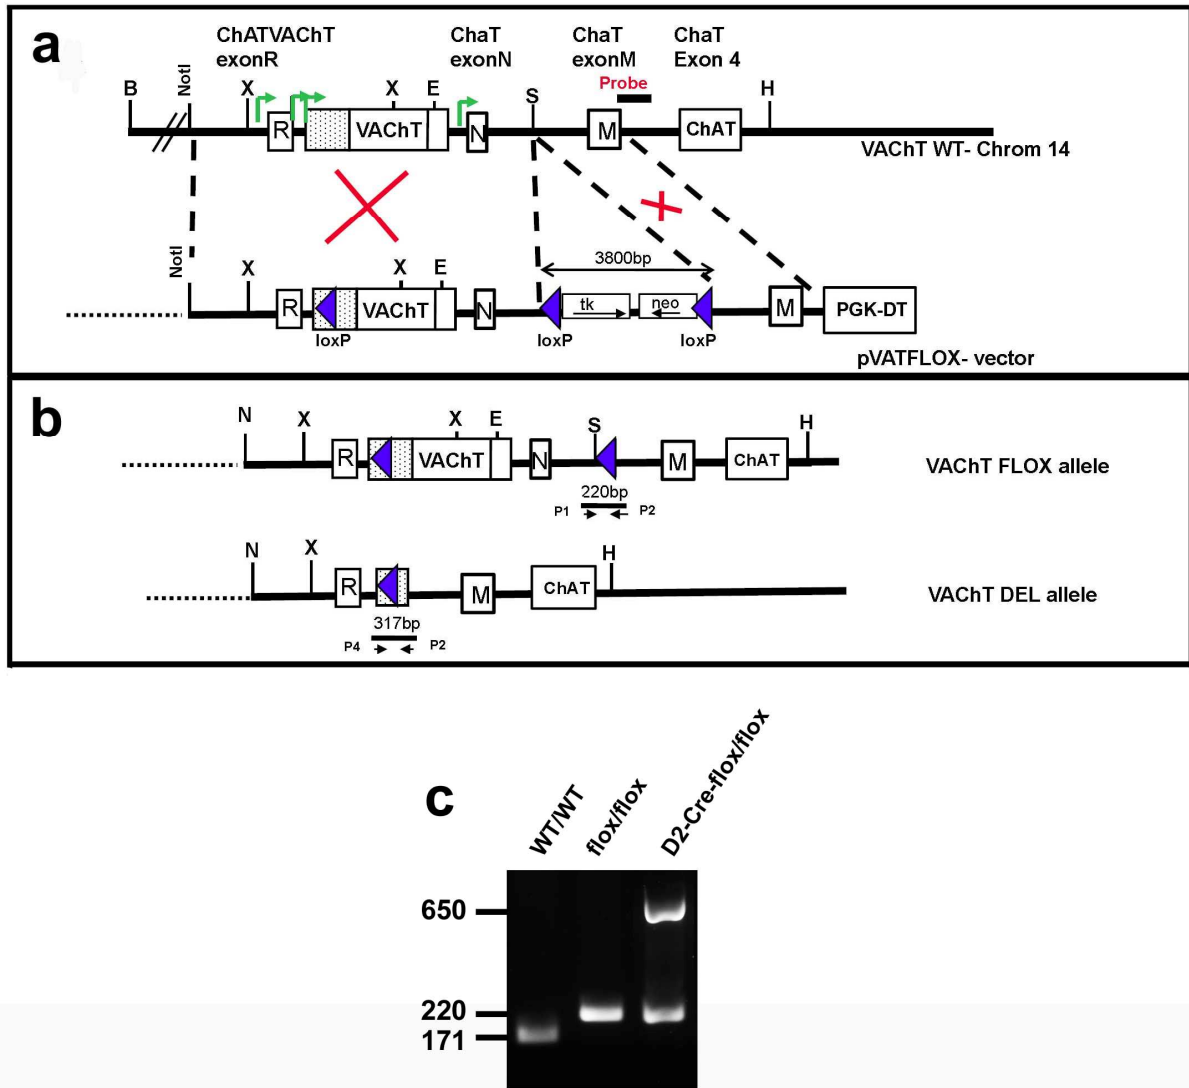 a
ChATVAChT
exonR
ChaT
exonN
ChaT
exonM
ChaT
Exon 4
Probe
B
NotI
X
X
E
S
H
R
VAChT
N
M
ChAT
VAChT WT- Chrom 14
NotI
X
X
E
3800bp
R
VAChT
N
tk
neo
M
PGK-DT
loxP
loxP
loxP
pVATFLOX- vector
b
N
X
X
E
S
H
R
VAChT
N
M
ChAT
VAChT FLOX allele
220bp
P1
P2
N
X
H
R
M
ChAT
VAChT DEL allele
317bp
P4
P2
c
WT/WT
flox/flox
D2-Cre-flox/flox
650
220
171